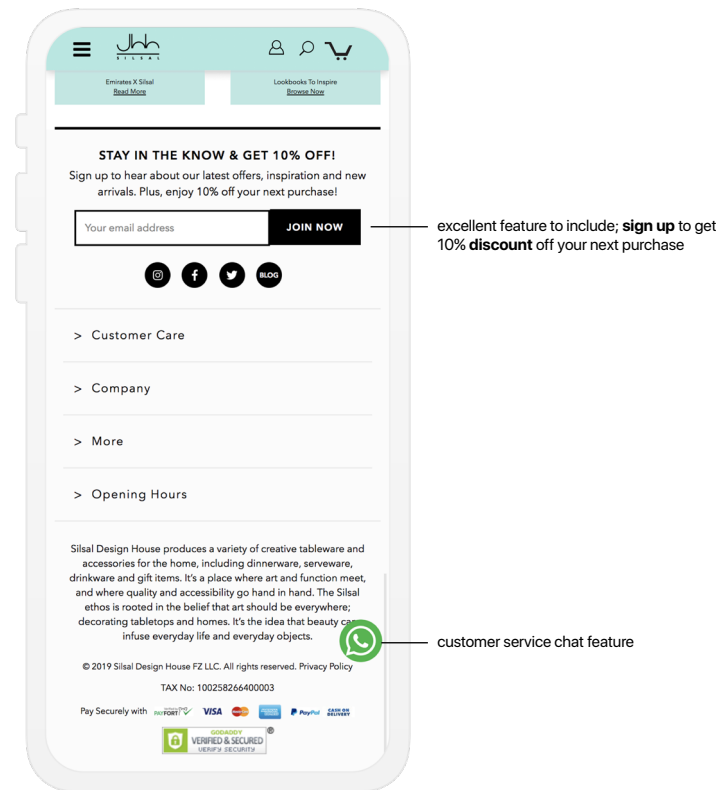 SILSAL
Emirates X Silsal
Read More
Lookbooks To Inspire
Browse Now
STAY IN THE KNOW & GET 10% OFF!
Sign up to hear about our latest offers, inspiration and new
arrivals. Plus, enjoy 10% off your next purchase!
Your email address
JOIN NOW
excellent feature to include; sign up to get
10% discount off your next purchase
BLOG
> Customer Care
> Company
> More
> Opening Hours
Silsal Design House produces a variety of creative tableware and
accessories for the home, including dinnerware, serveware,
drinkware and gift items. It's a place where art and function meet,
and where quality and accessibility go hand in hand. The Silsal
ethos is rooted in the belief that art should be everywhere;
decorating tabletops and homes. It's the idea that beauty can
infuse everyday life and everyday objects.
customer service chat feature
© 2019 Silsal Design House FZ LLC. All rights reserved. Privacy Policy
TAX No: 100258266400003
Pay Securely with PAYFORT VISA PayPal CASH ON
DELIVERY
GODADDY
VERIFIED & SECURED
VERIFY SECURITY